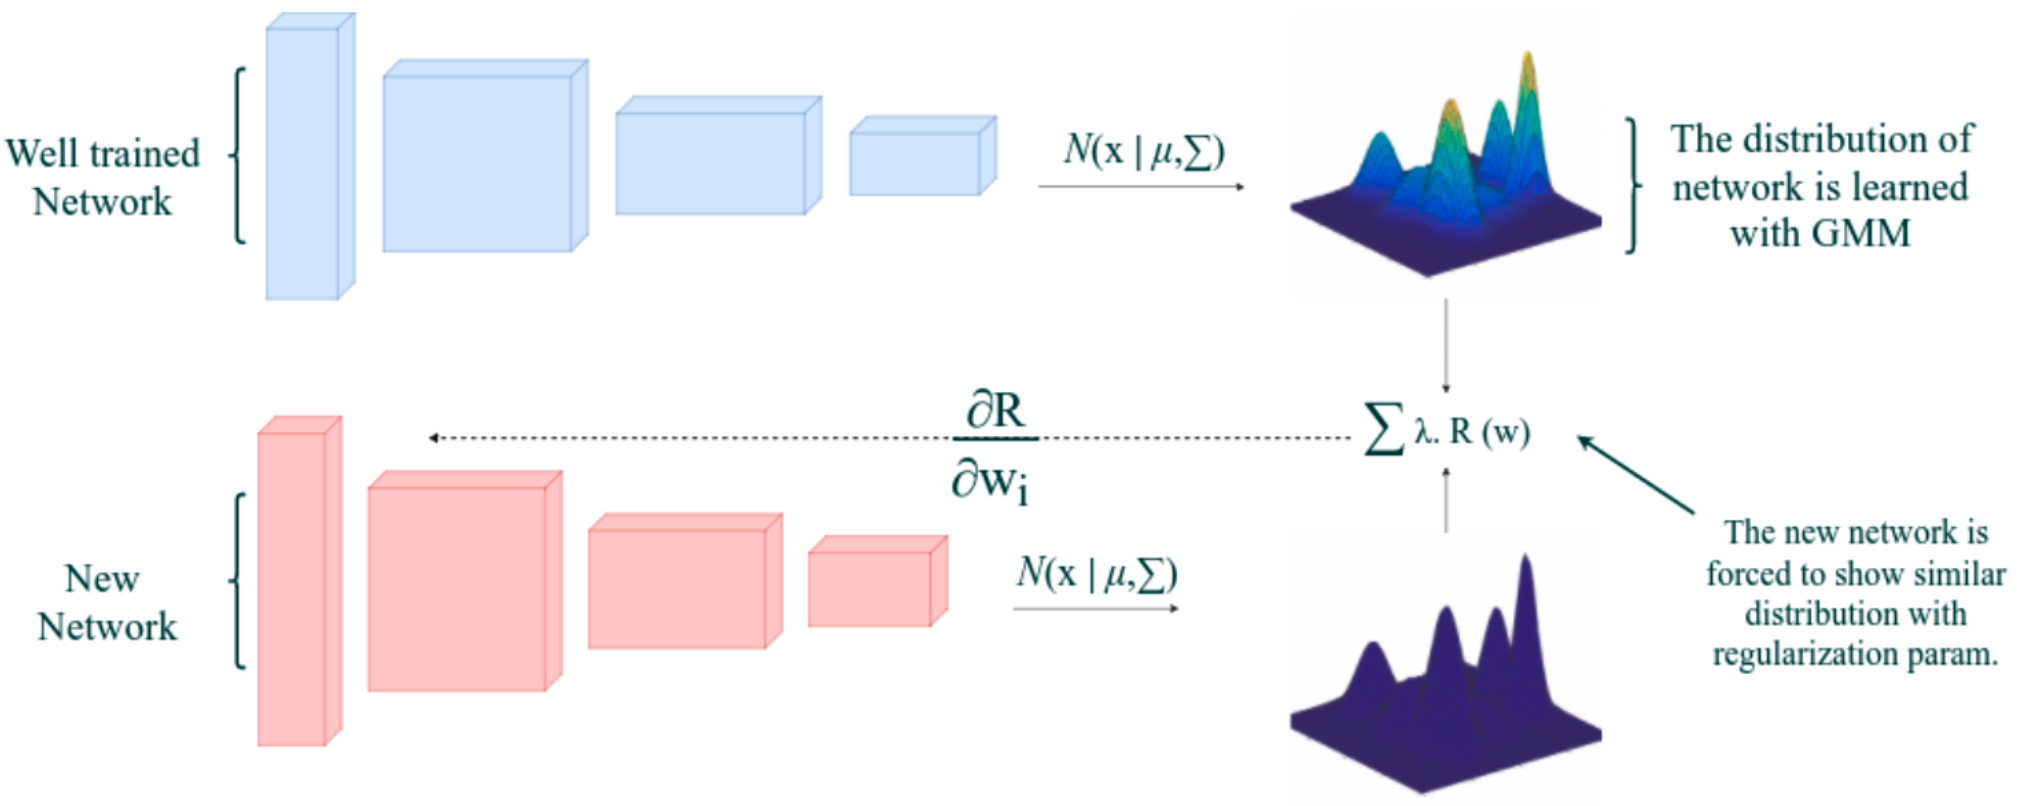 Well trained
Network
N(x | μ,∑)
The distribution of
network is learned
with GMM
∂R
∂wi
∑ λ. R (w)
New
Network
N(x | μ,∑)
The new network is
forced to show similar
distribution with
regularization param.